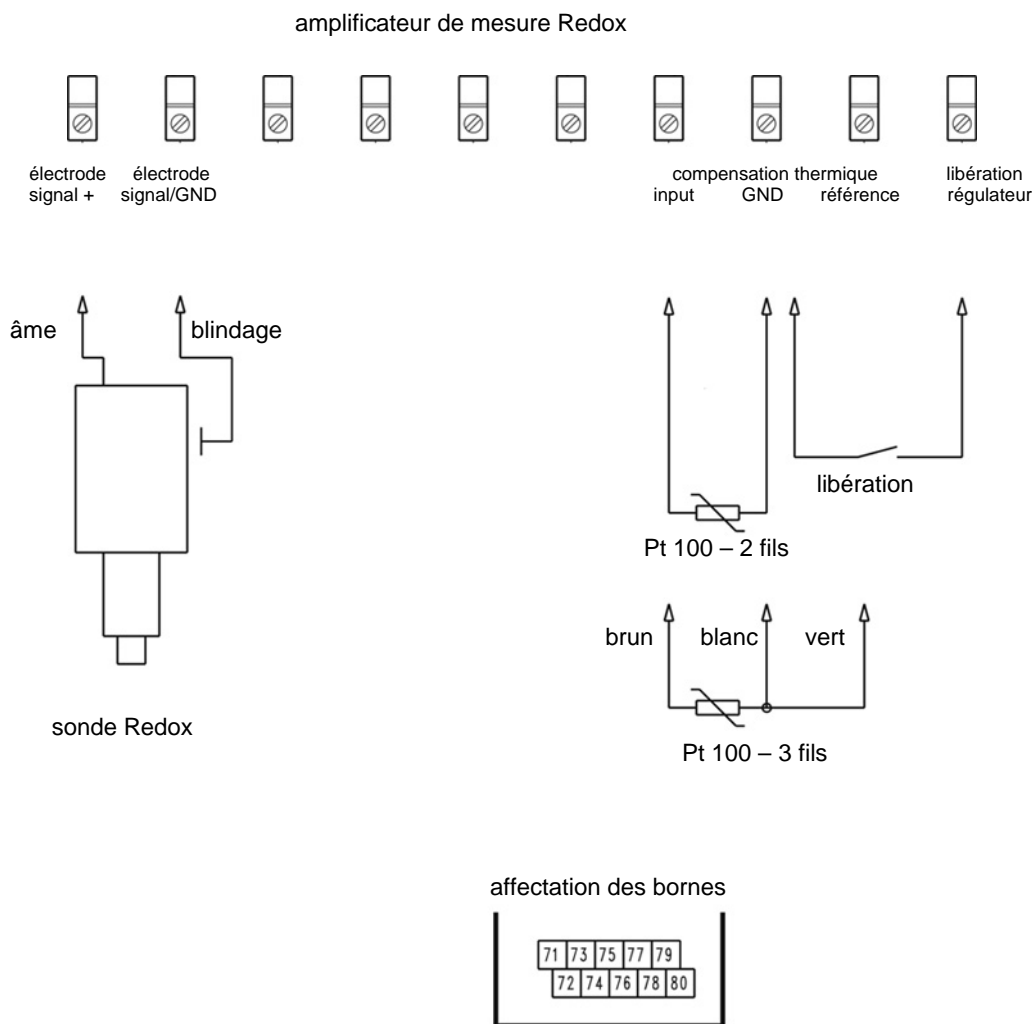 amplificateur de mesure Redox
électrode électrode compensation thermique libération
signal + signal/GND input GND référence régulateur
âme blindage
libération
Pt 100 – 2 fils
brun blanc vert
sonde Redox
Pt 100 – 3 fils
affectation des bornes
71 73 75 77 79
72 74 76 78 80